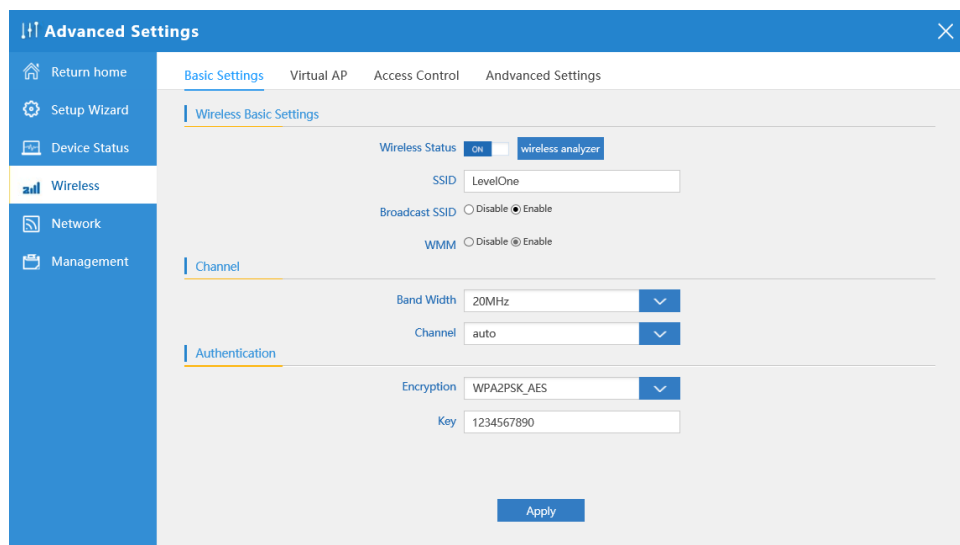 Advanced Settings
Return home
Setup Wizard
Device Status
Wireless
Network
Management
Basic Settings Virtual AP Access Control Andvanced Settings
Wireless Basic Settings
Wireless Status ON wireless analyzer
SSID LevelOne
Broadcast SSID Disable Enable
WMM Disable Enable
Channel
Band Width 20MHz
Channel auto
Authentication
Encryption WPA2PSK_AES
Key 1234567890
Apply